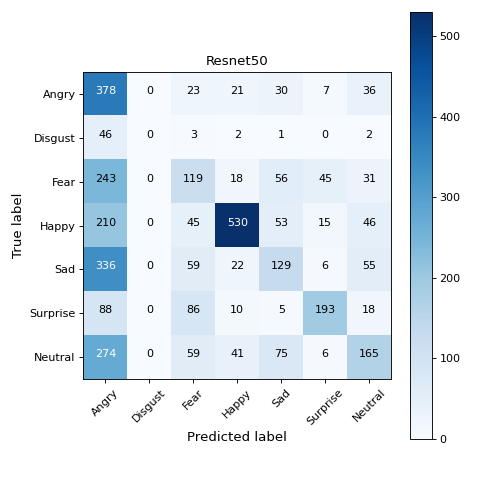 Resnet50
True label
Angry 378 0 23 21 30 7 36
Disgust 46 0 3 2 1 0 2
Fear 243 0 119 18 56 45 31
Happy 210 0 45 530 53 15 46
Sad 336 0 59 22 129 6 55
Surprise 88 0 86 10 5 193 18
Neutral 274 0 59 41 75 6 165
Angry Disgust Fear Happy Sad Surprise Neutral
Predicted label
500
400
300
200
100
0